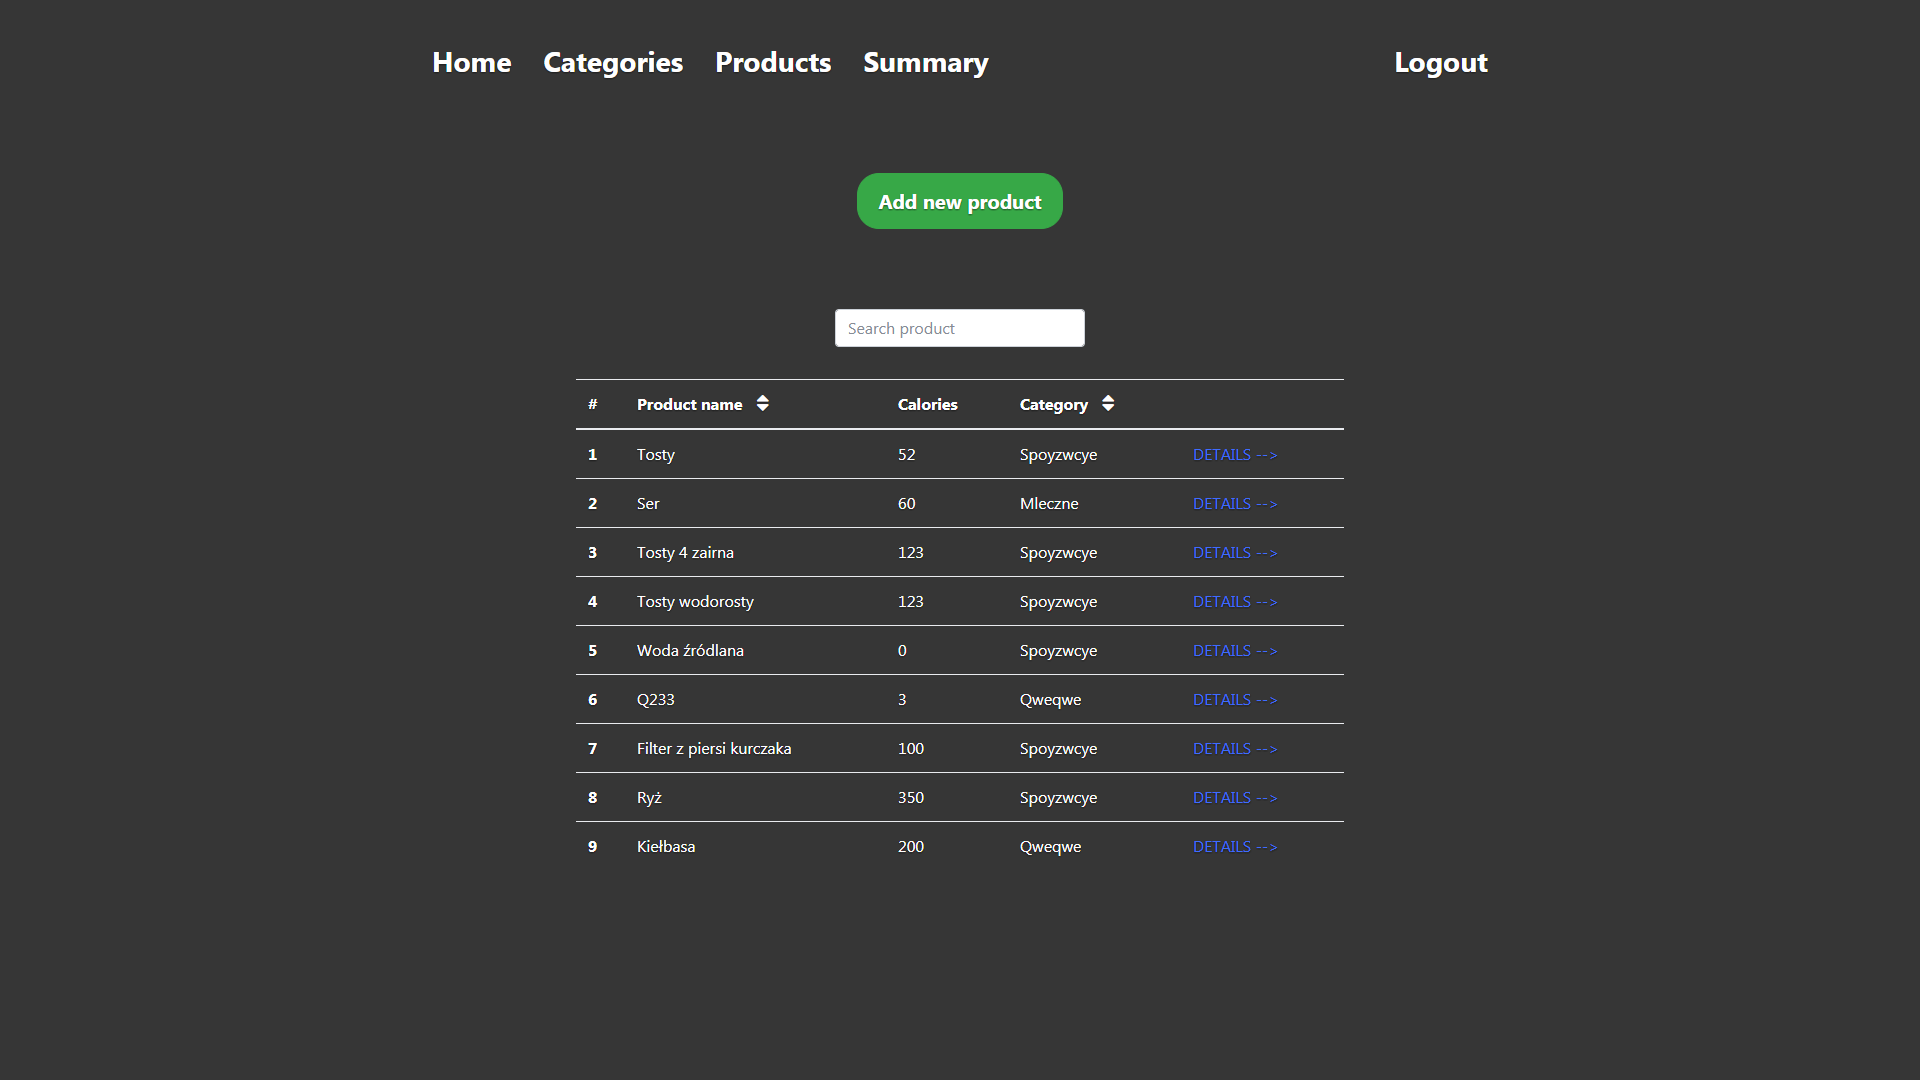 Home Categories Products Summary Logout
Add new product
Search product
# Product name Calories Category
1 Tosty 52 Spoyzwcye DETAILS -->
2 Ser 60 Mleczne DETAILS -->
3 Tosty 4 zairna 123 Spoyzwcye DETAILS -->
4 Tosty wodorosty 123 Spoyzwcye DETAILS -->
5 Woda źródlana 0 Spoyzwcye DETAILS -->
6 Q233 3 Qweqwe DETAILS -->
7 Filter z piersi kurczaka 100 Spoyzwcye DETAILS -->
8 Ryż 350 Spoyzwcye DETAILS -->
9 Kiełbasa 200 Qweqwe DETAILS -->